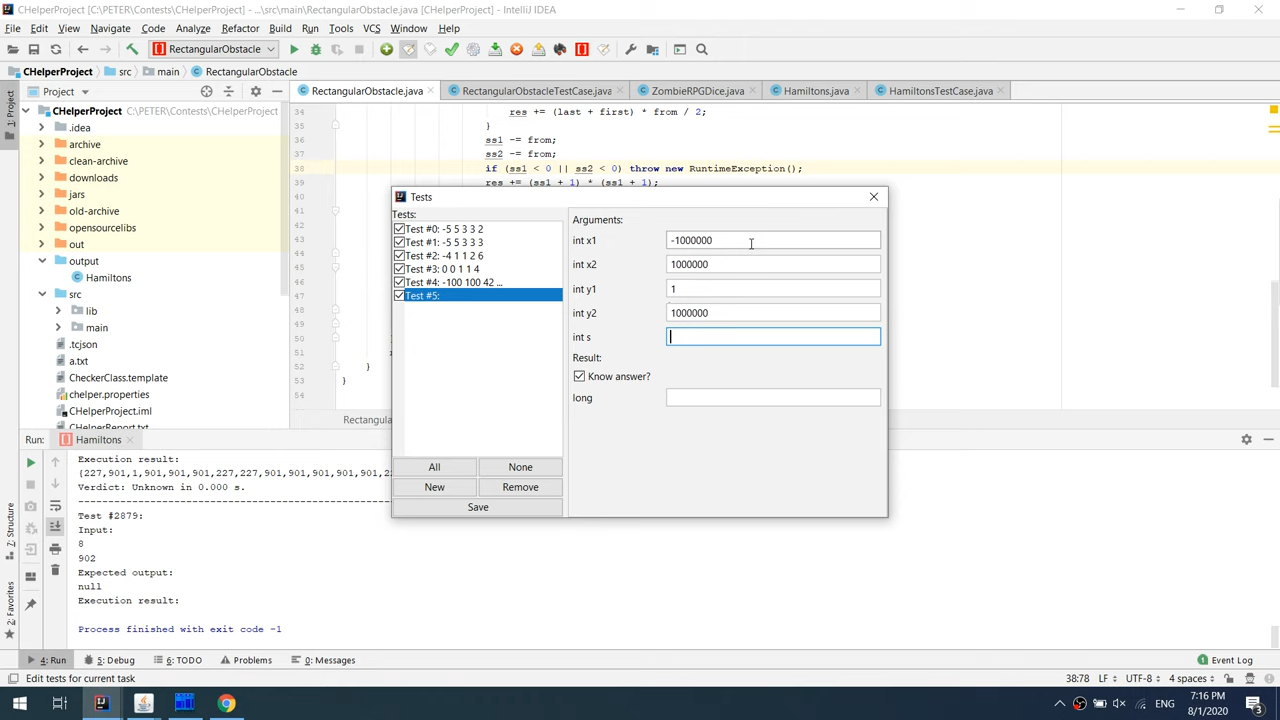 CHelperProject [C:\PETER\Contests\CHelperProject] - ...\src\main\RectangularObstacle.java [CHelperProject] - IntelliJ IDEA
File Edit View Navigate Code Analyze Refactor Build Run Tools VCS Window Help
RectangularObstacle
CHelperProject src main RectangularObstacle
Project
RectangularObstacle.java RectangularObstacleTestCase.java ZombieRPGDice.java Hamiltons.java HamiltonsTestCase.java
1: Project
CHelperProject C:\PETER\Contests\CHelperProject
.idea
archive
clean-archive
downloads
jars
old-archive
opensourcelibs
out
output
Hamiltons
src
lib
main
.tcjson
a.txt
CheckerClass.template
chelper.properties
CHelperProject.iml
CHelperReport.txt
34 res += (last + first) * from / 2;
35 }
36 ss1 -= from;
37 ss2 -= from;
38 if (ss1 < 0 || ss2 < 0) throw new RuntimeException();
39 res += (ss1 + 1) * (ss1 + 1);
40
41
42
43
44
45
46
47
48
49
50
51
52 }
53 }
54
Rectangular
Tests
Tests:
Test #0: -5 5 3 3 2
Test #1: -5 5 3 3 3
Test #2: -4 1 1 2 6
Test #3: 0 0 1 1 4
Test #4: -100 100 42 ...
Test #5:
All None
New Remove
Save
Arguments:
int x1 -1000000
int x2 1000000
int y1 1
int y2 1000000
int s
Result:
Know answer?
long
Run: Hamiltons
Execution result:
{227,901,1,901,901,901,227,227,901,901,901,901,2
Verdict: Unknown in 0.000 s.
Test #2879:
Input:
8
902
Expected output:
null
Execution result:
Process finished with exit code -1
7: Structure
2: Favorites
4: Run 5: Debug 6: TODO Problems 0: Messages Event Log
Edit tests for current task 38:78 LF UTF-8 4 spaces
ENG 7:16 PM
8/1/2020
3